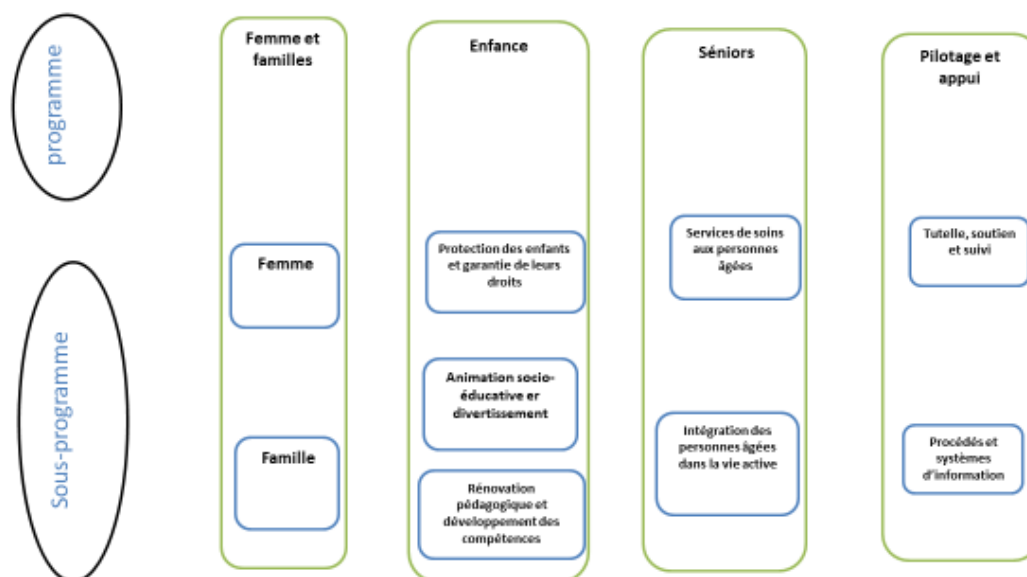 programme
Femme et
familles
Enfance
Séniors
Pilotage et
appui
Sous-programme
Femme
Famille
Protection des enfants
et garantie de leurs
droits
Animation socio-
éducative er
divertissement
Rénovation
pédagogique et
développement des
compétences
Services de soins
aux personnes
âgées
Intégration des
personnes âgées
dans la vie active
Tutelle, soutien
et suivi
Procédés et
systèmes
d'information